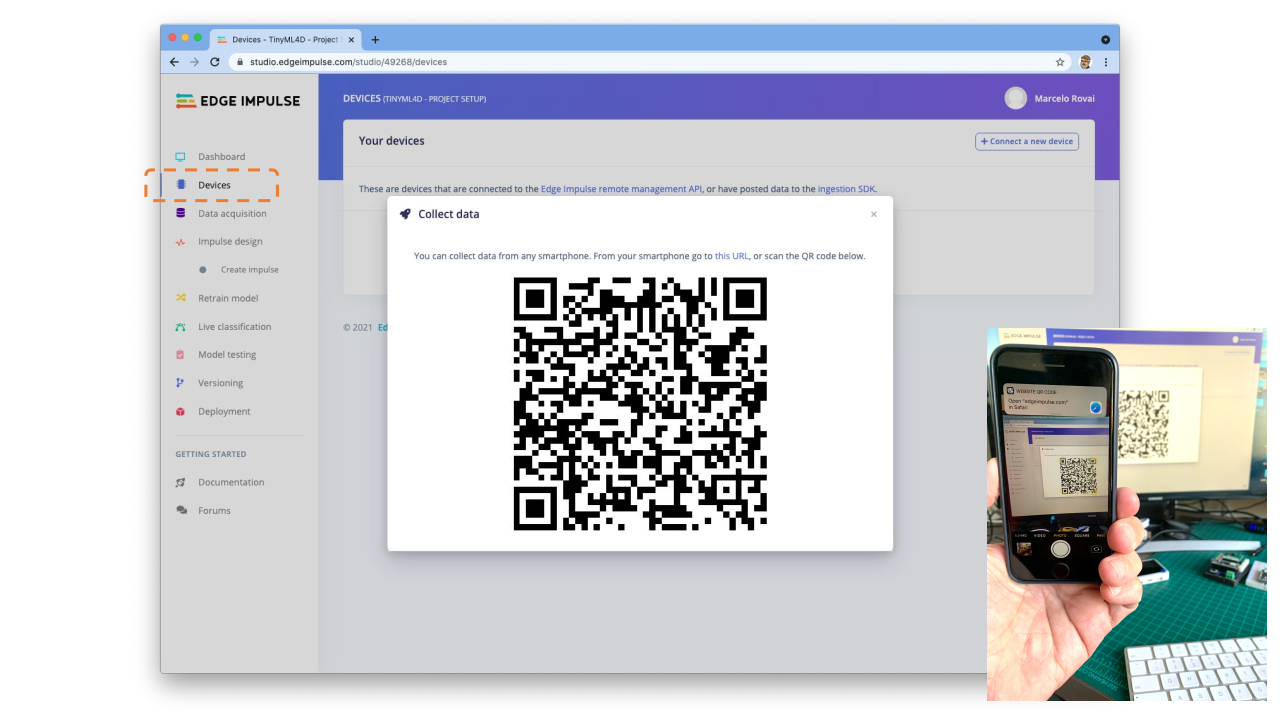 Devices - TinyML4D - Project S
studio.edgeimpulse.com/studio/49268/devices
EDGE IMPULSE
DEVICES (TINYML4D - PROJECT SETUP)
Marcelo Rovai
Your devices
+ Connect a new device
These are devices that are connected to the Edge Impulse remote management API, or have posted data to the ingestion SDK.
Dashboard
Devices
Data acquisition
Impulse design
Create impulse
Retrain model
Live classification
Model testing
Versioning
Deployment
GETTING STARTED
Documentation
Forums
Collect data
You can collect data from any smartphone. From your smartphone go to this URL, or scan the QR code below.
© 2021 Ed
EDGE IMPULSE
WEBSITE QR CODE
Open "edgeimpulse.com"
in Safari
VIDEO PHOTO SQUARE